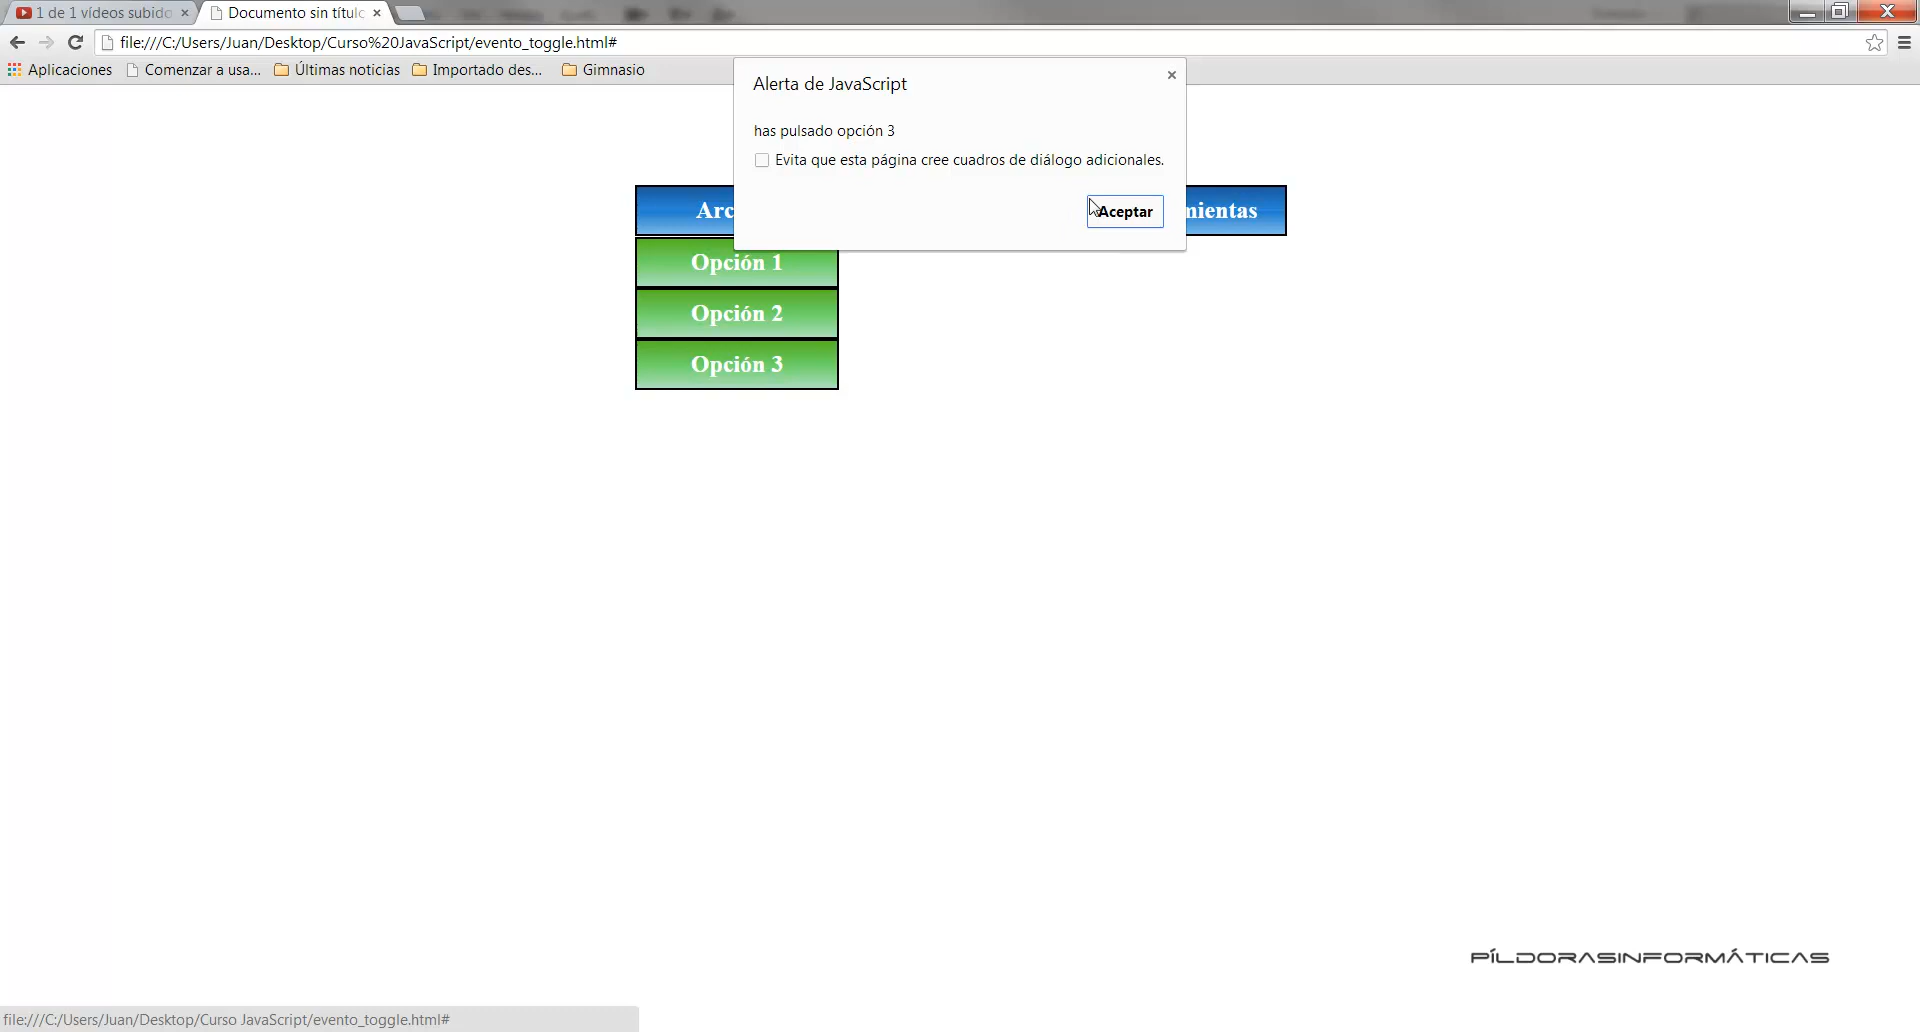 1 de 1 vídeos subido
Documento sin títulc
file:///C:/Users/Juan/Desktop/Curso%20JavaScript/evento_toggle.html#
Aplicaciones Comenzar a usa... Últimas noticias Importado des... Gimnasio
Alerta de JavaScript
has pulsado opción 3
Evita que esta página cree cuadros de diálogo adicionales.
Aceptar
Arc mientas
Opción 1
Opción 2
Opción 3
PÍLDORASINFORMÁTICAS
file:///C:/Users/Juan/Desktop/Curso JavaScript/evento_toggle.html#